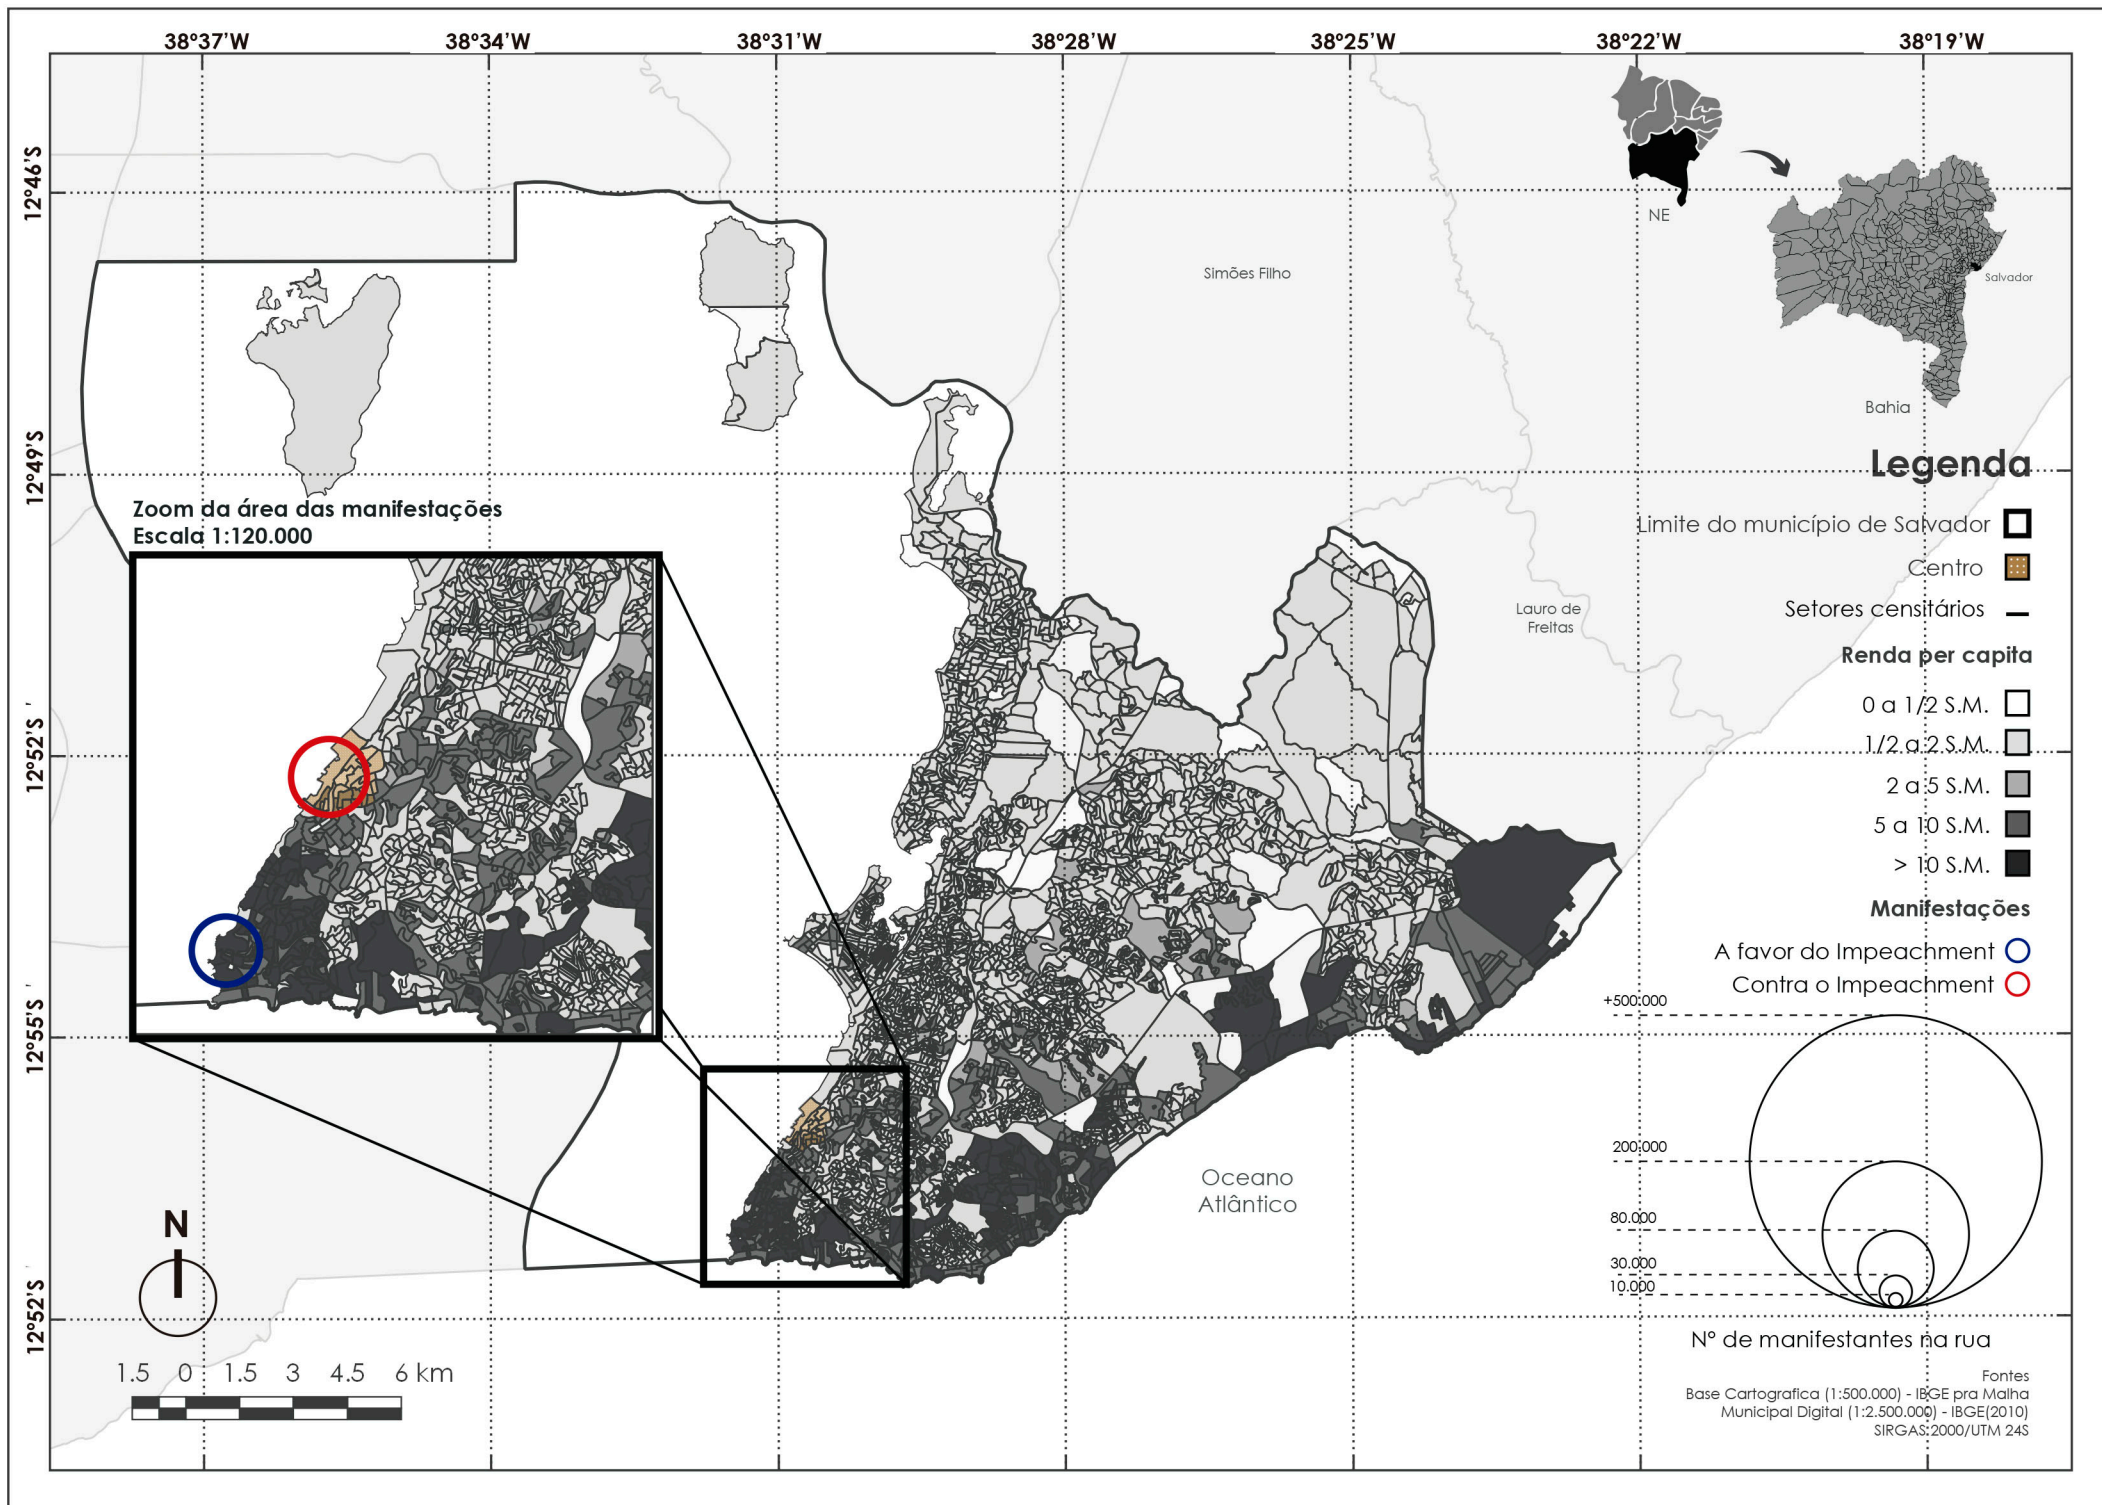 38°37'W 38°34'W 38°31'W 38°28'W 38°25'W 38°22'W 38°19'W
12°46'S
12°49'S
12°52'S
12°55'S
12°52'S
NE
Salvador
Bahia
Simões Filho
Lauro de
Freitas
Oceano
Atlântico
Zoom da área das manifestações
Escala 1:120.000
Legenda
Limite do município de Salvador
Centro
Setores censitários
Renda per capita
0 a 1/2 S.M.
1/2 a 2 S.M.
2 a 5 S.M.
5 a 10 S.M.
> 10 S.M.
Manifestações
A favor do Impeachment
Contra o Impeachment
+500.000
200.000
80.000
30.000
10.000
N° de manifestantes na rua
Fontes
Base Cartografica (1:500.000) - IBGE pra Malha
Municipal Digital (1:2.500.000) - IBGE(2010)
SIRGAS 2000/UTM 24S
N
1.5 0 1.5 3 4.5 6 km